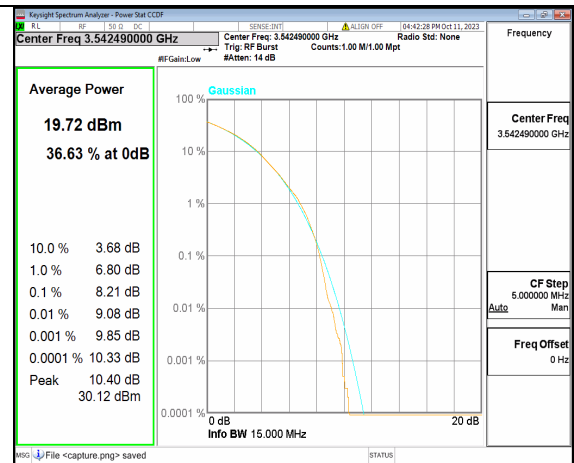 Keysight Spectrum Analyzer - Power Stat CCDF
RL RF 50 Ω DC SENSE:INT ALIGN OFF 04:42:28 PM Oct 11, 2023
Center Freq 3.542490000 GHz
Center Freq: 3.542490000 GHz Radio Std: None
Trig: RF Burst Counts:1.00 M/1.00 Mpt
#IFGain:Low #Atten: 14 dB
Frequency
Average Power
19.72 dBm
36.63 % at 0dB
10.0 % 3.68 dB
1.0 % 6.80 dB
0.1 % 8.21 dB
0.01 % 9.08 dB
0.001 % 9.85 dB
0.0001 % 10.33 dB
Peak 10.40 dB
30.12 dBm
Gaussian
100 %
10 %
1 %
0.1 %
0.01 %
0.001 %
0.0001 %
0 dB 20 dB
Info BW 15.000 MHz
Center Freq
3.542490000 GHz
CF Step
5.000000 MHz
Auto Man
Freq Offset
0 Hz
MSG File <capture.png> saved STATUS